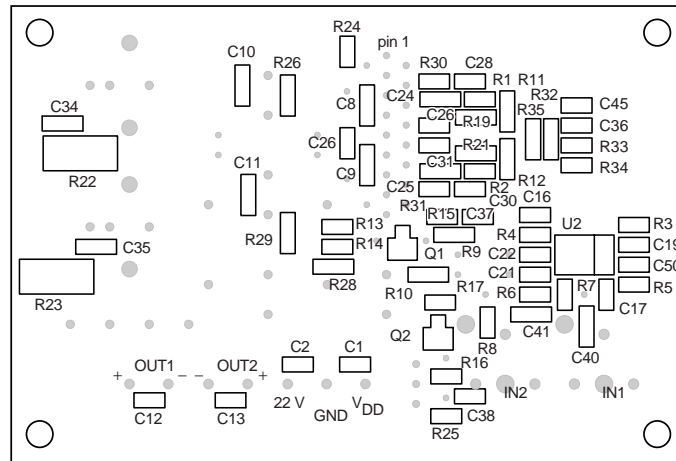 R24
pin 1
C10
R26
R30
C28
R1
R11
R32
C34
C8
C24
R35
C45
C26
R19
C36
C26
R21
R33
R22
C9
C31
R34
C11
C25
R2
R12
C30
C16
R31
R15
C37
U2
R13
R3
R29
R14
R9
R4
C35
Q1
C22
C19
R28
C21
C50
R23
R10
R17
R6
R7
R5
C17
Q2
R8
C41
C40
C2
C1
R16
+ OUT1 −
− OUT2 +
IN2
IN1
22 V
VDD
GND
C12
C13
C38
R25